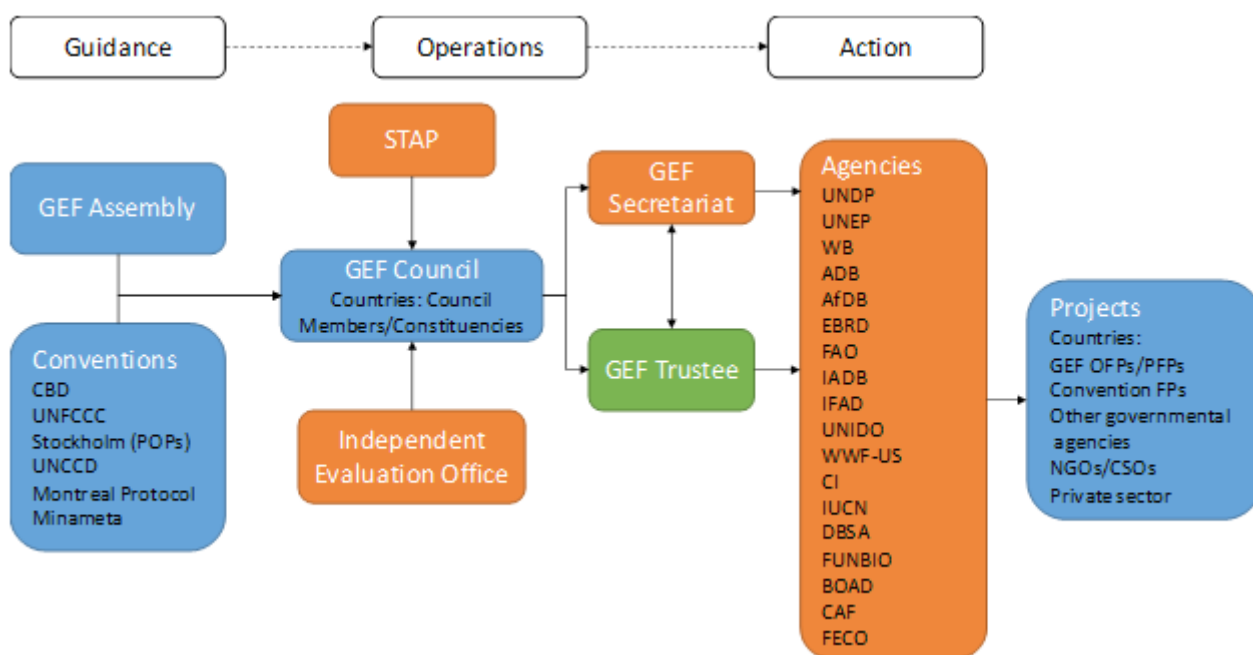 Guidance
Operations
Action
STAP
GEF Assembly
GEF Council
Countries: Council
Members/Constituencies
Conventions
CBD
UNFCCC
Stockholm (POPs)
UNCCD
Montreal Protocol
Minameta
Independent
Evaluation Office
GEF
Secretariat
GEF Trustee
Agencies
UNDP
UNEP
WB
ADB
AfDB
EBRD
FAO
IADB
IFAD
UNIDO
WWF-US
CI
IUCN
DBSA
FUNBIO
BOAD
CAF
FECO
Projects
Countries:
GEF OFPs/PFPs
Convention FPs
Other governmental
agencies
NGOs/CSOs
Private sector